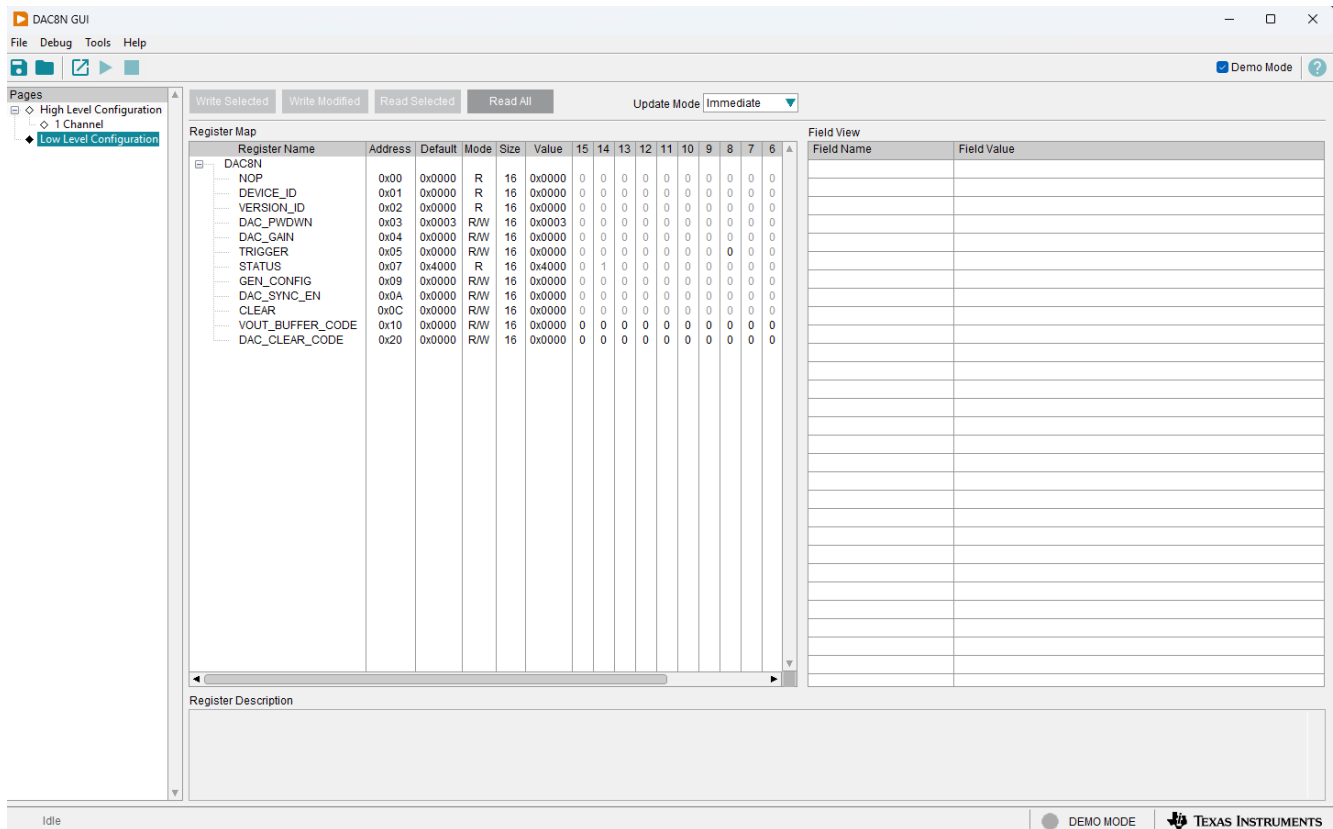 DAC8N GUI
File Debug Tools Help
Demo Mode
Pages
High Level Configuration
1 Channel
Low Level Configuration
Write Selected Write Modified Read Selected Read All Update Mode Immediate
Register Map
Register Name Address Default Mode Size Value 15 14 13 12 11 10 9 8 7 6
DAC8N
NOP 0x00 0x0000 R 16 0x0000 0 0 0 0 0 0 0 0 0 0
DEVICE_ID 0x01 0x0000 R 16 0x0000 0 0 0 0 0 0 0 0 0 0
VERSION_ID 0x02 0x0000 R 16 0x0000 0 0 0 0 0 0 0 0 0 0
DAC_PWDWN 0x03 0x0003 R/W 16 0x0003 0 0 0 0 0 0 0 0 0 0
DAC_GAIN 0x04 0x0000 R/W 16 0x0000 0 0 0 0 0 0 0 0 0 0
TRIGGER 0x05 0x0000 R/W 16 0x0000 0 0 0 0 0 0 0 0 0 0
STATUS 0x07 0x4000 R 16 0x4000 0 1 0 0 0 0 0 0 0 0
GEN_CONFIG 0x09 0x0000 R/W 16 0x0000 0 0 0 0 0 0 0 0 0 0
DAC_SYNC_EN 0x0A 0x0000 R/W 16 0x0000 0 0 0 0 0 0 0 0 0 0
CLEAR 0x0C 0x0000 R/W 16 0x0000 0 0 0 0 0 0 0 0 0 0
VOUT_BUFFER_CODE 0x10 0x0000 R/W 16 0x0000 0 0 0 0 0 0 0 0 0 0
DAC_CLEAR_CODE 0x20 0x0000 R/W 16 0x0000 0 0 0 0 0 0 0 0 0 0
Field View
Field Name Field Value
Register Description
Idle
DEMO MODE
TEXAS INSTRUMENTS